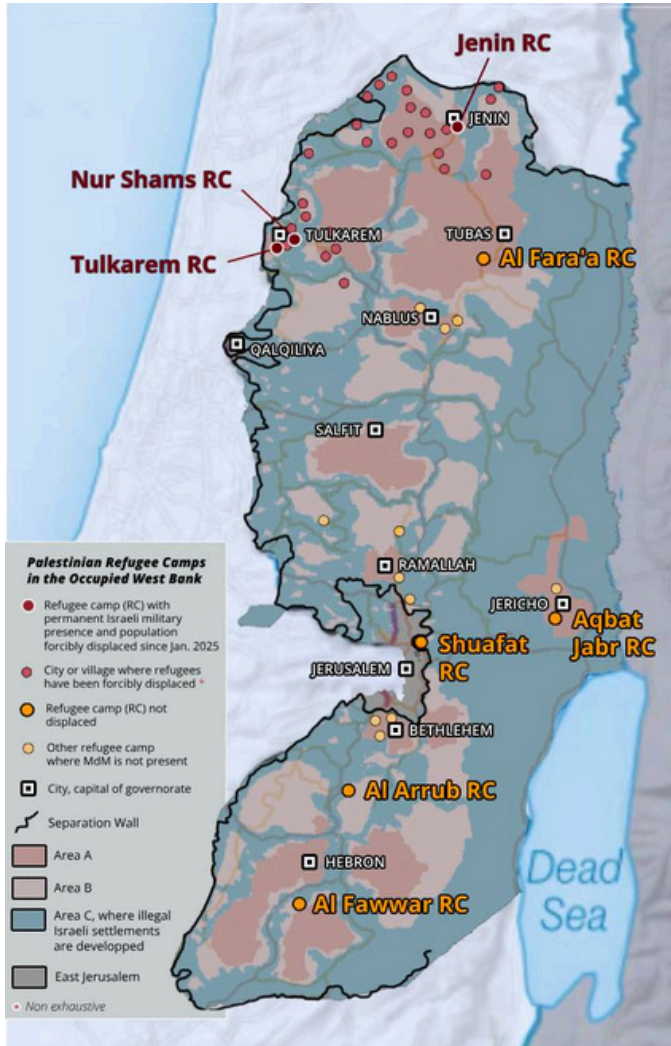 Jenin RC
JENIN
Nur Shams RC
TULKAREM
TUBAS
Tulkarem RC
Al Fara'a RC
NABLUS
QALQILIYA
SALFIT
RAMALLAH
JERICHO
Aqbat
Jabr RC
Shuafat
RC
JERUSALEM
BETHLEHEM
Al Arrub RC
HEBRON
Al Fawwar RC
Dead
Sea
Palestinian Refugee Camps
in the Occupied West Bank
Refugee camp (RC) with
permanent Israeli military
presence and population
forcibly displaced since Jan. 2025
City or village where refugees
have been forcibly displaced *
Refugee camp (RC) not
displaced
Other refugee camp
where MdM is not present
City, capital of governorate
Separation Wall
Area A
Area B
Area C, where illegal
Israeli settlements
are developped
East Jerusalem
* Non exhaustive